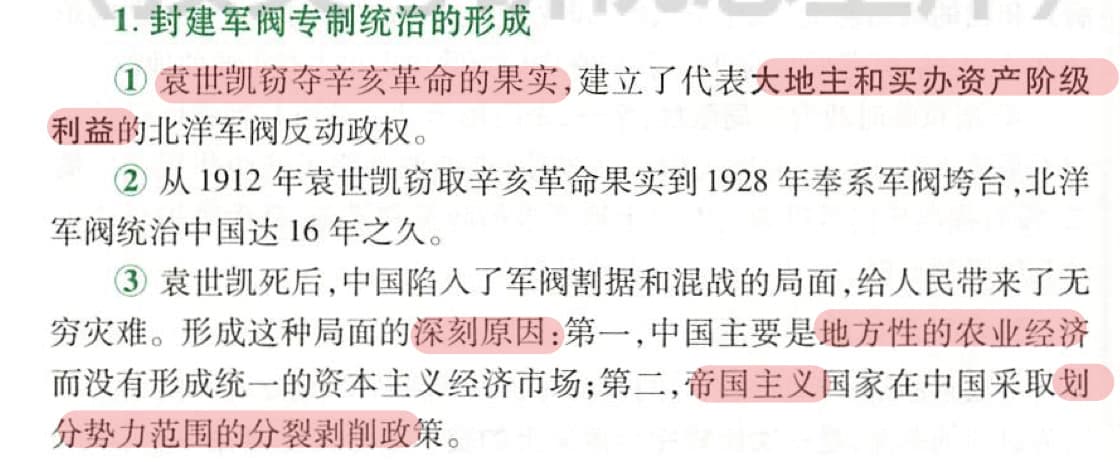 1. 封建军阀专制统治的形成
① 袁世凯窃夺辛亥革命的果实,建立了代表大地主和买办资产阶级
利益的北洋军阀反动政权。
② 从 1912 年袁世凯窃取辛亥革命果实到 1928 年奉系军阀垮台,北洋
军阀统治中国达 16 年之久。
③ 袁世凯死后,中国陷入了军阀割据和混战的局面,给人民带来了无
穷灾难。形成这种局面的深刻原因:第一,中国主要是地方性的农业经济
而没有形成统一的资本主义经济市场;第二,帝国主义国家在中国采取划
分势力范围的分裂剥削政策。